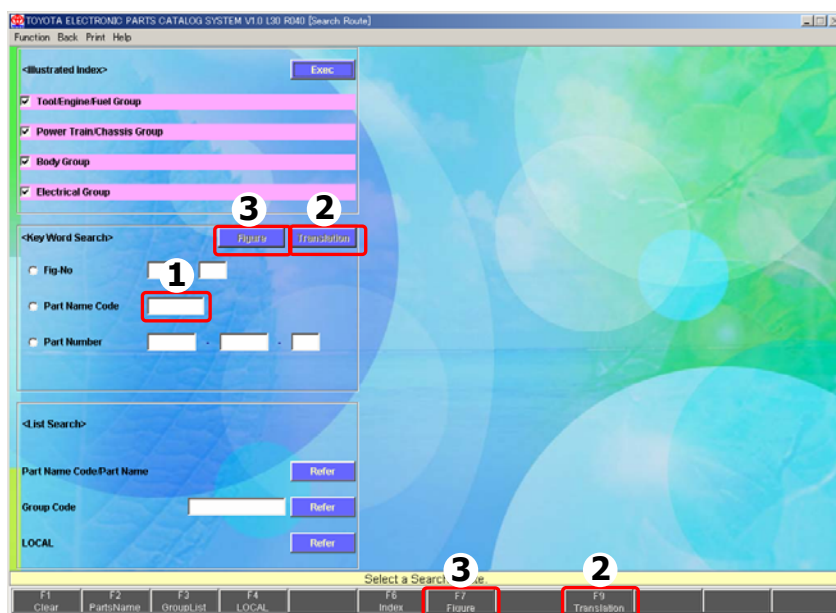 TOYOTA ELECTRONIC PARTS CATALOG SYSTEM V1.0 L30 R040 [Search Route]
Function Back Print Help
<Illustrated Index> Exec
Tool/Engine/Fuel Group
Power Train/Chassis Group
Body Group
Electrical Group
3 2
<Key Word Search> Figure Translation
Fig-No
1
Part Name Code
Part Number - -
<List Search>
Part Name Code/Part Name Refer
Group Code Refer
LOCAL Refer
Select a Search
3 2
F1 F2 F3 F4 F6 F7 F9
Clear PartsName GroupList LOCAL Index Figure Translation